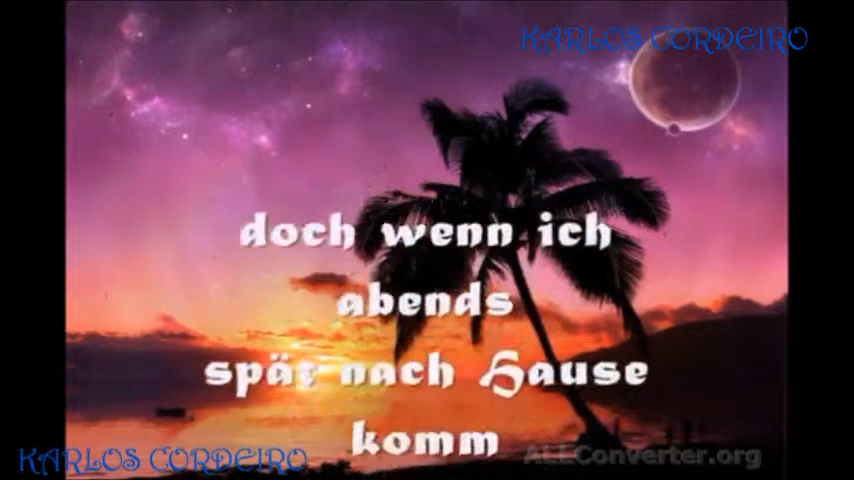 KARLOS CORDEIRO
doch wenn ich
abends
spät nach Hause
komm
KARLOS CORDEIRO
ALLConverter.org